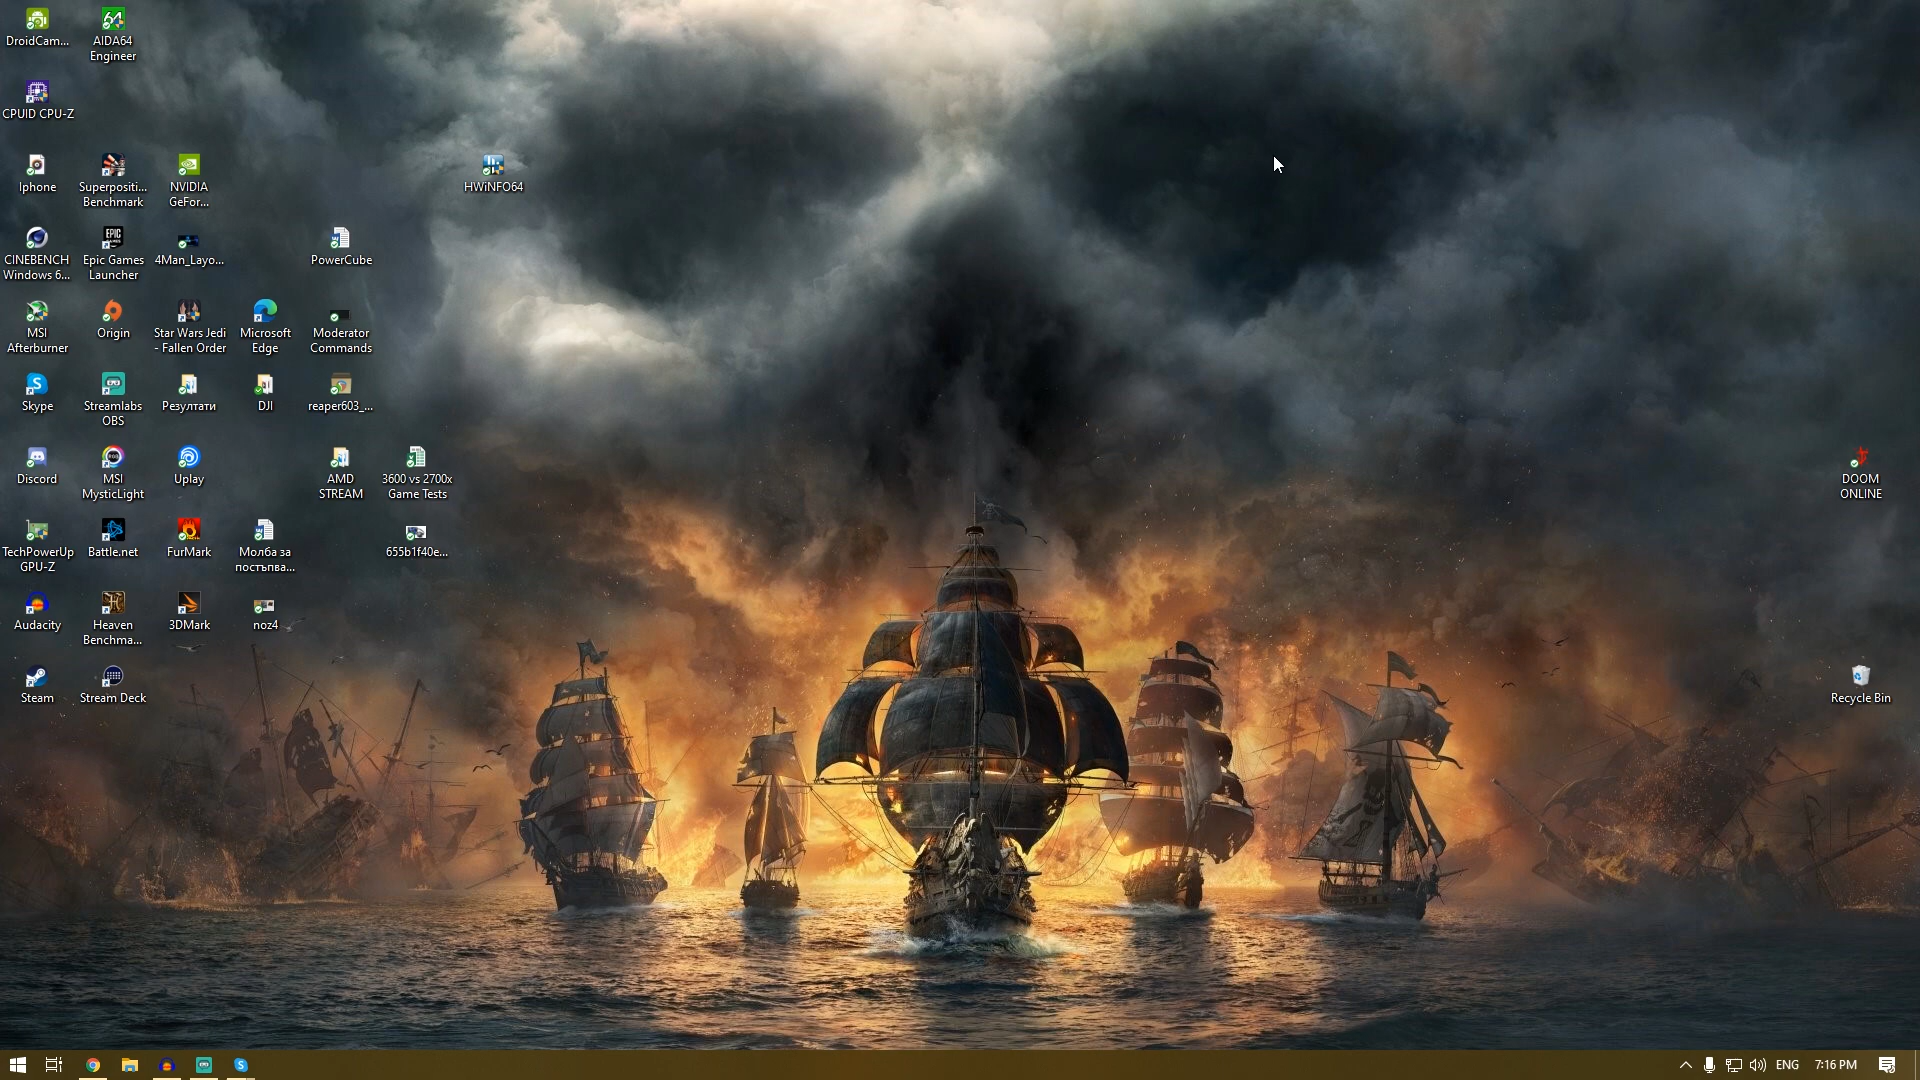 DroidCam...
AIDA64
Engineer
CPUID CPU-Z
Iphone
Superpositi...
Benchmark
NVIDIA
GeFor...
HWiNFO64
CINEBENCH
Windows 6...
Epic Games
Launcher
4Man_Layo...
PowerCube
MSI
Afterburner
Origin
Star Wars Jedi
- Fallen Order
Microsoft
Edge
Moderator
Commands
Skype
Streamlabs
OBS
Резултати
DJI
reaper603_...
Discord
MSI
MysticLight
Uplay
AMD
STREAM
3600 vs 2700x
Game Tests
DOOM
ONLINE
TechPowerUp
GPU-Z
Battle.net
FurMark
Молба за
постъпва...
655b1f40e...
Audacity
Heaven
Benchma...
3DMark
noz4
Steam
Stream Deck
Recycle Bin
ENG
7:16 PM